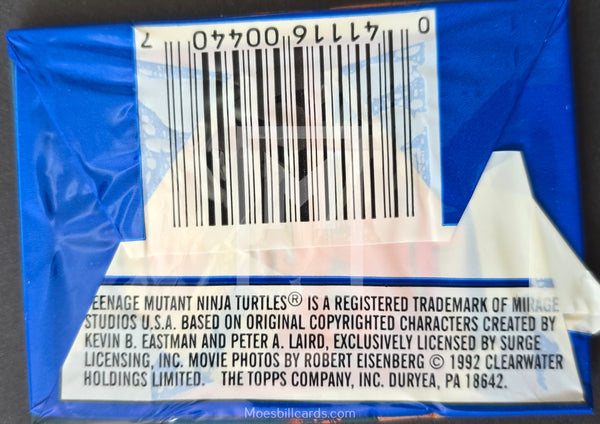 0 41116 00440 7
EENAGE MUTANT NINJA TURTLES® IS A REGISTERED TRADEMARK OF MIRAGE
STUDIOS U.S.A. BASED ON ORIGINAL COPYRIGHTED CHARACTERS CREATED BY
KEVIN B. EASTMAN AND PETER A. LAIRD, EXCLUSIVELY LICENSED BY SURGE
LICENSING, INC. MOVIE PHOTOS BY ROBERT EISENBERG © 1992 CLEARWATER
HOLDINGS LIMITED. THE TOPPS COMPANY, INC. DURYEA, PA 18642.
Moesbillcards.com